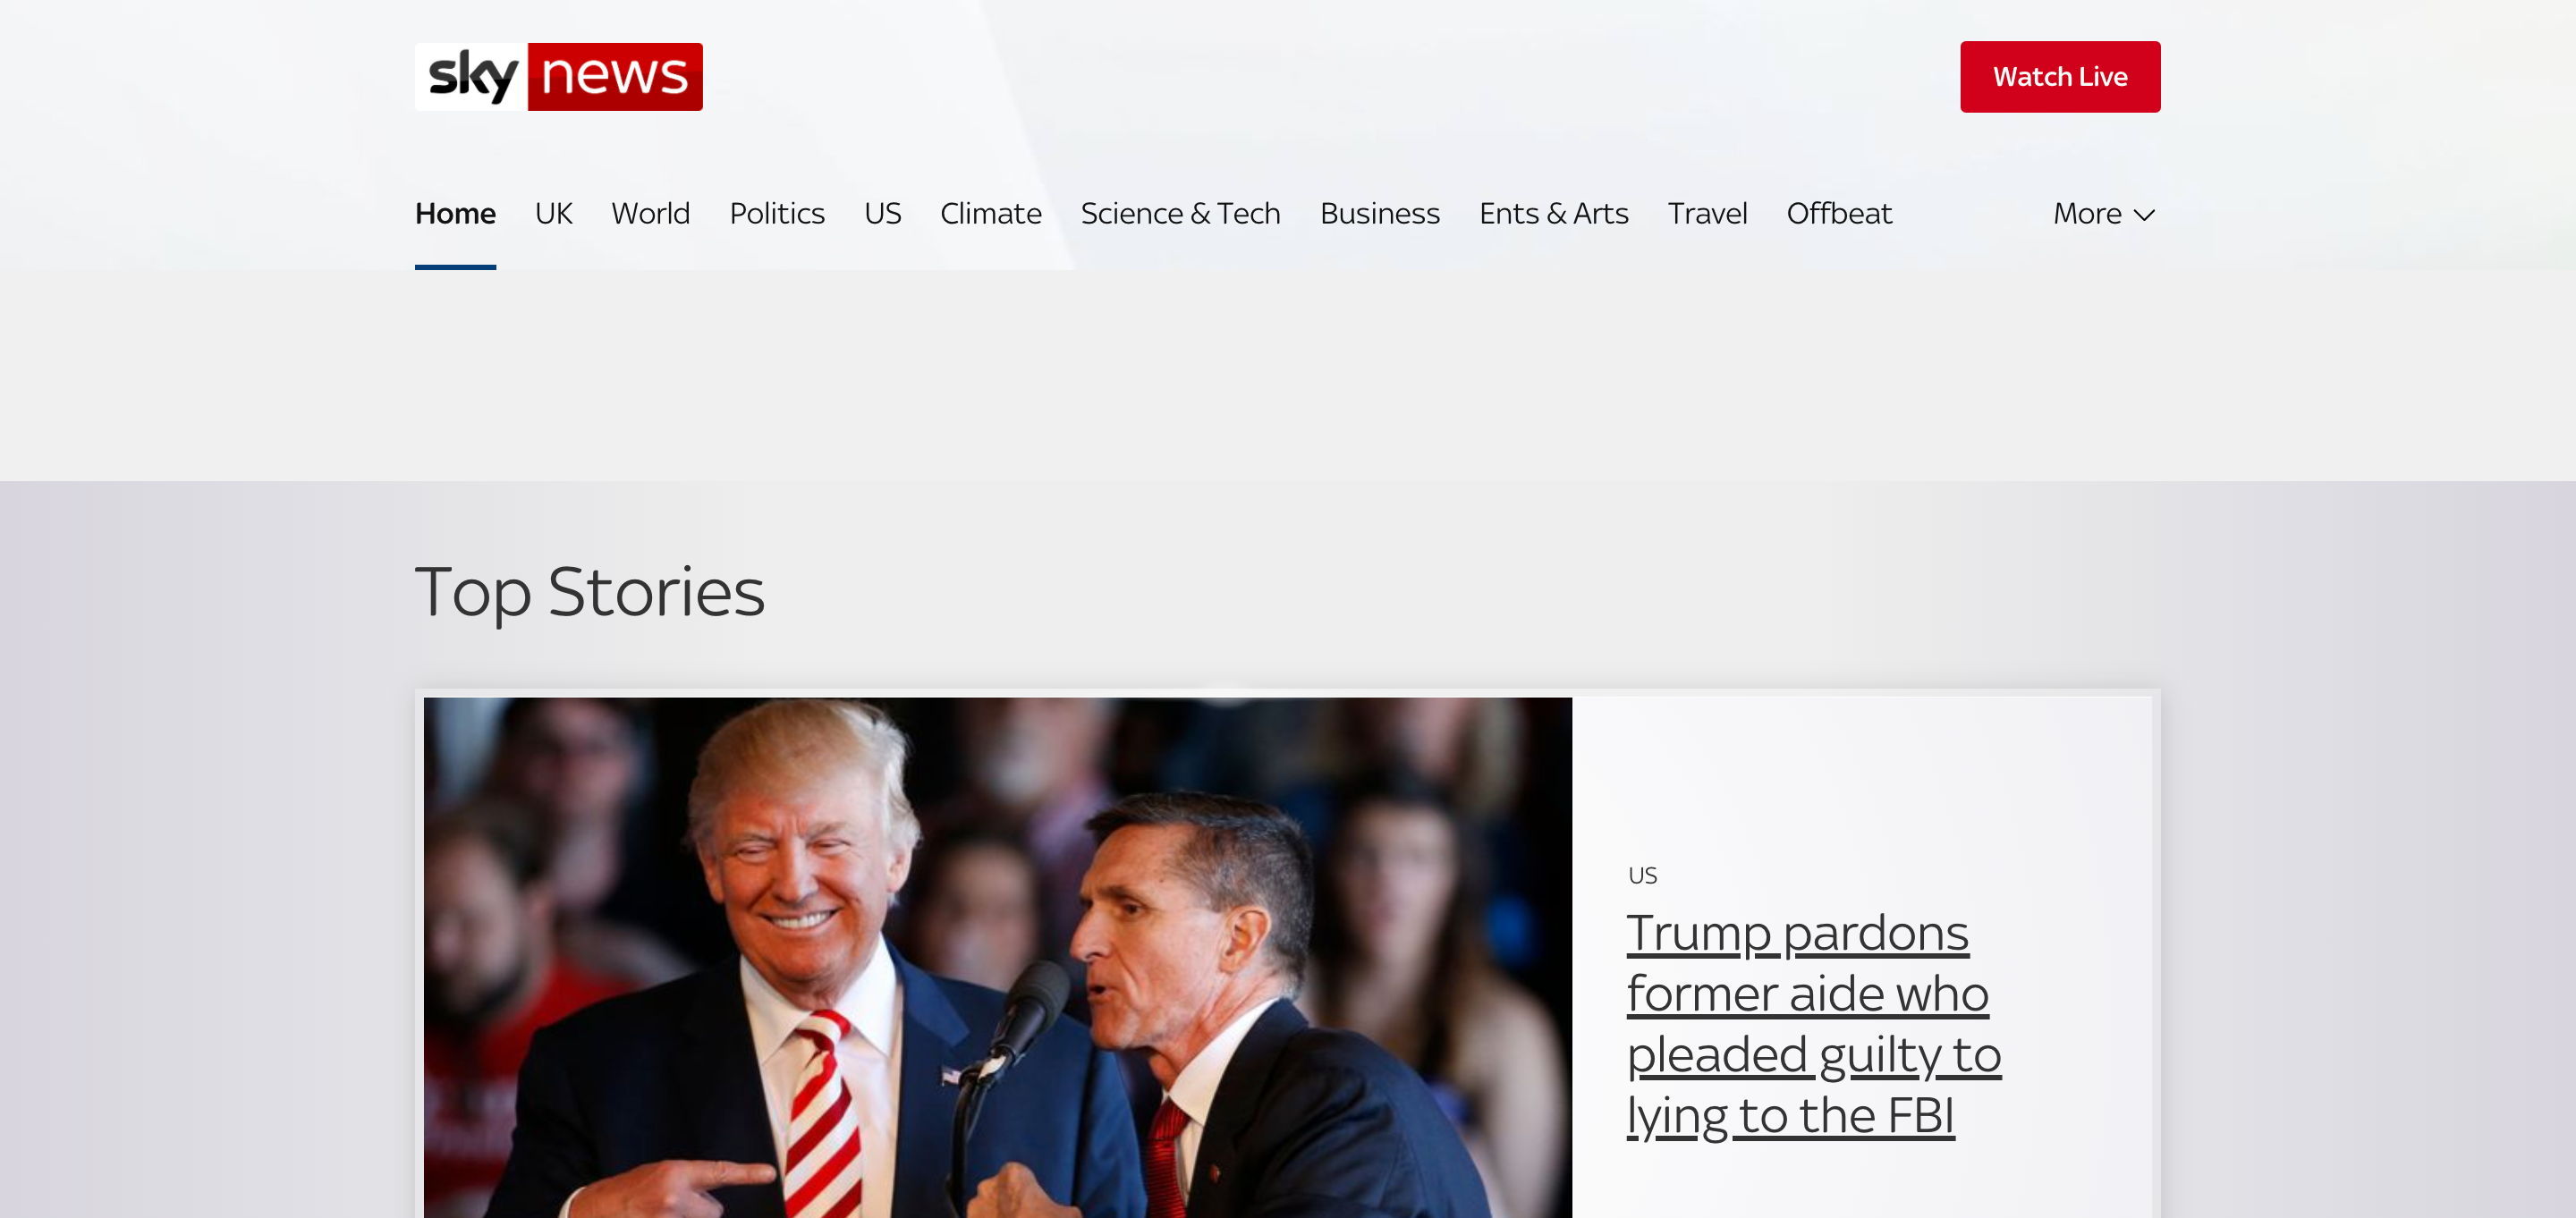 sky news
Watch Live
Home UK World Politics US Climate Science & Tech Business Ents & Arts Travel Offbeat More
Top Stories
US
Trump pardons
former aide who
pleaded guilty to
lying to the FBI